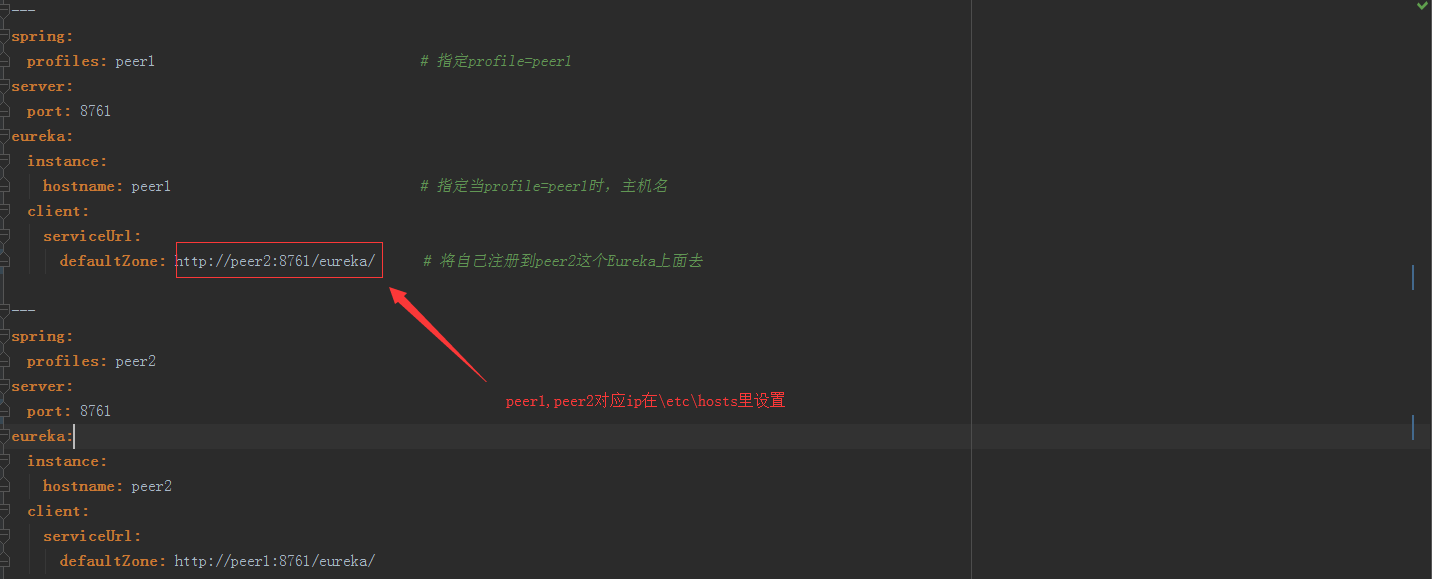 ---
spring:
  profiles: peer1 # 指定profile=peer1
server:
  port: 8761
eureka:
  instance:
    hostname: peer1 # 指定当profile=peer1时，主机名
  client:
    serviceUrl:
      defaultZone: http://peer2:8761/eureka/ # 将自己注册到peer2这个Eureka上面去
---
spring:
  profiles: peer2
server:
  port: 8761
peer1,peer2对应ip在\etc\hosts里设置
eureka:
  instance:
    hostname: peer2
  client:
    serviceUrl:
      defaultZone: http://peer1:8761/eureka/